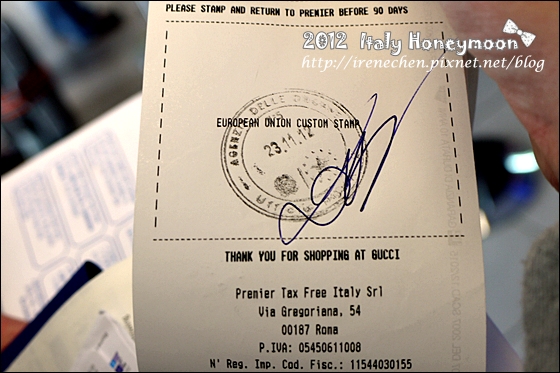 PLEASE STAMP AND RETURN TO PREMIER BEFORE 90 DAYS
2012 Italy Honeymoon
http://irenechen.pixnet.net/blog
AGENZIA DELLE
EUROPEAN UNION CUSTOM STAMP
23.11.12
THANK YOU FOR SHOPPING AT GUCCI
Premier Tax Free Italy Srl
Via Gregoriana, 54
00187 Roma
P.IVA: 05450611008
N' Reg. Imp. Cod. Fisc.: 11544030155